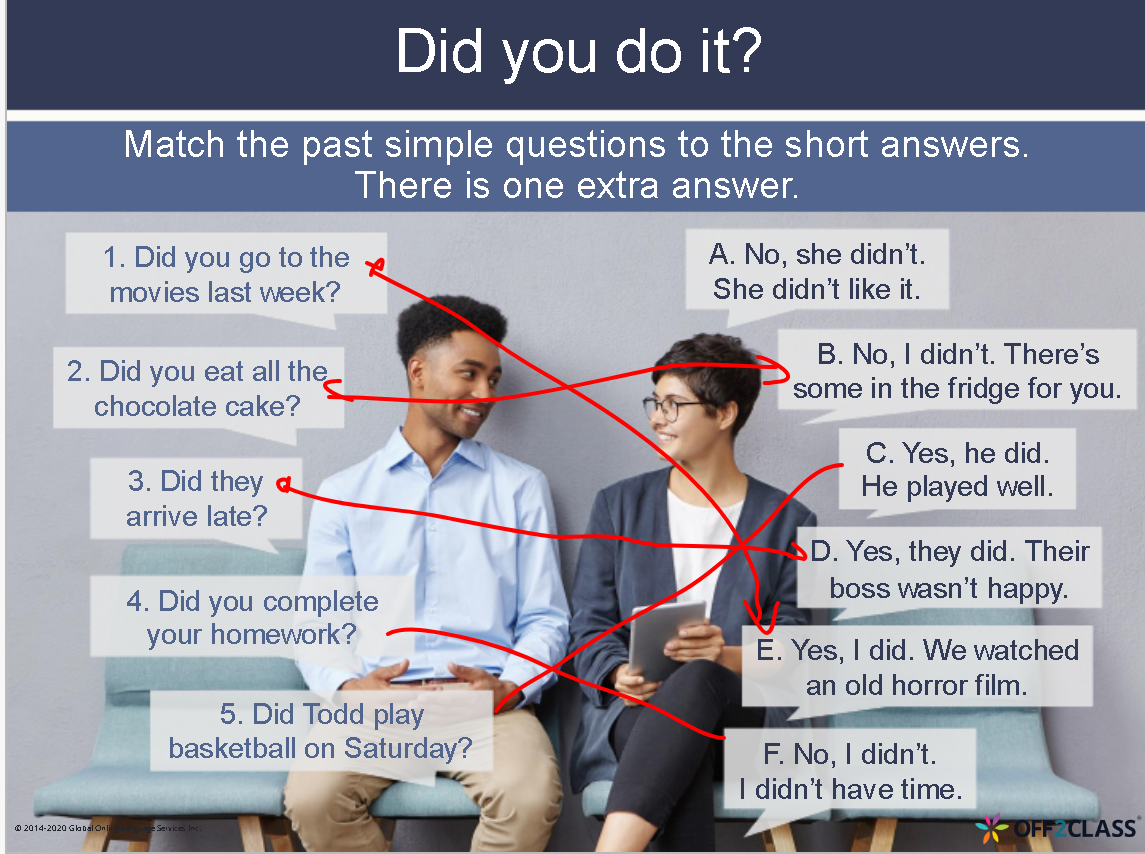 Did you do it?
Match the past simple questions to the short answers.
There is one extra answer.
1. Did you go to the
movies last week?
2. Did you eat all the
chocolate cake?
3. Did they
arrive late?
4. Did you complete
your homework?
5. Did Todd play
basketball on Saturday?
A. No, she didn't.
She didn't like it.
B. No, I didn't. There's
some in the fridge for you.
C. Yes, he did.
He played well.
D. Yes, they did. Their
boss wasn't happy.
E. Yes, I did. We watched
an old horror film.
F. No, I didn't.
I didn't have time.
© 2014-2020 Global Services Inc.
OFF2CLASS